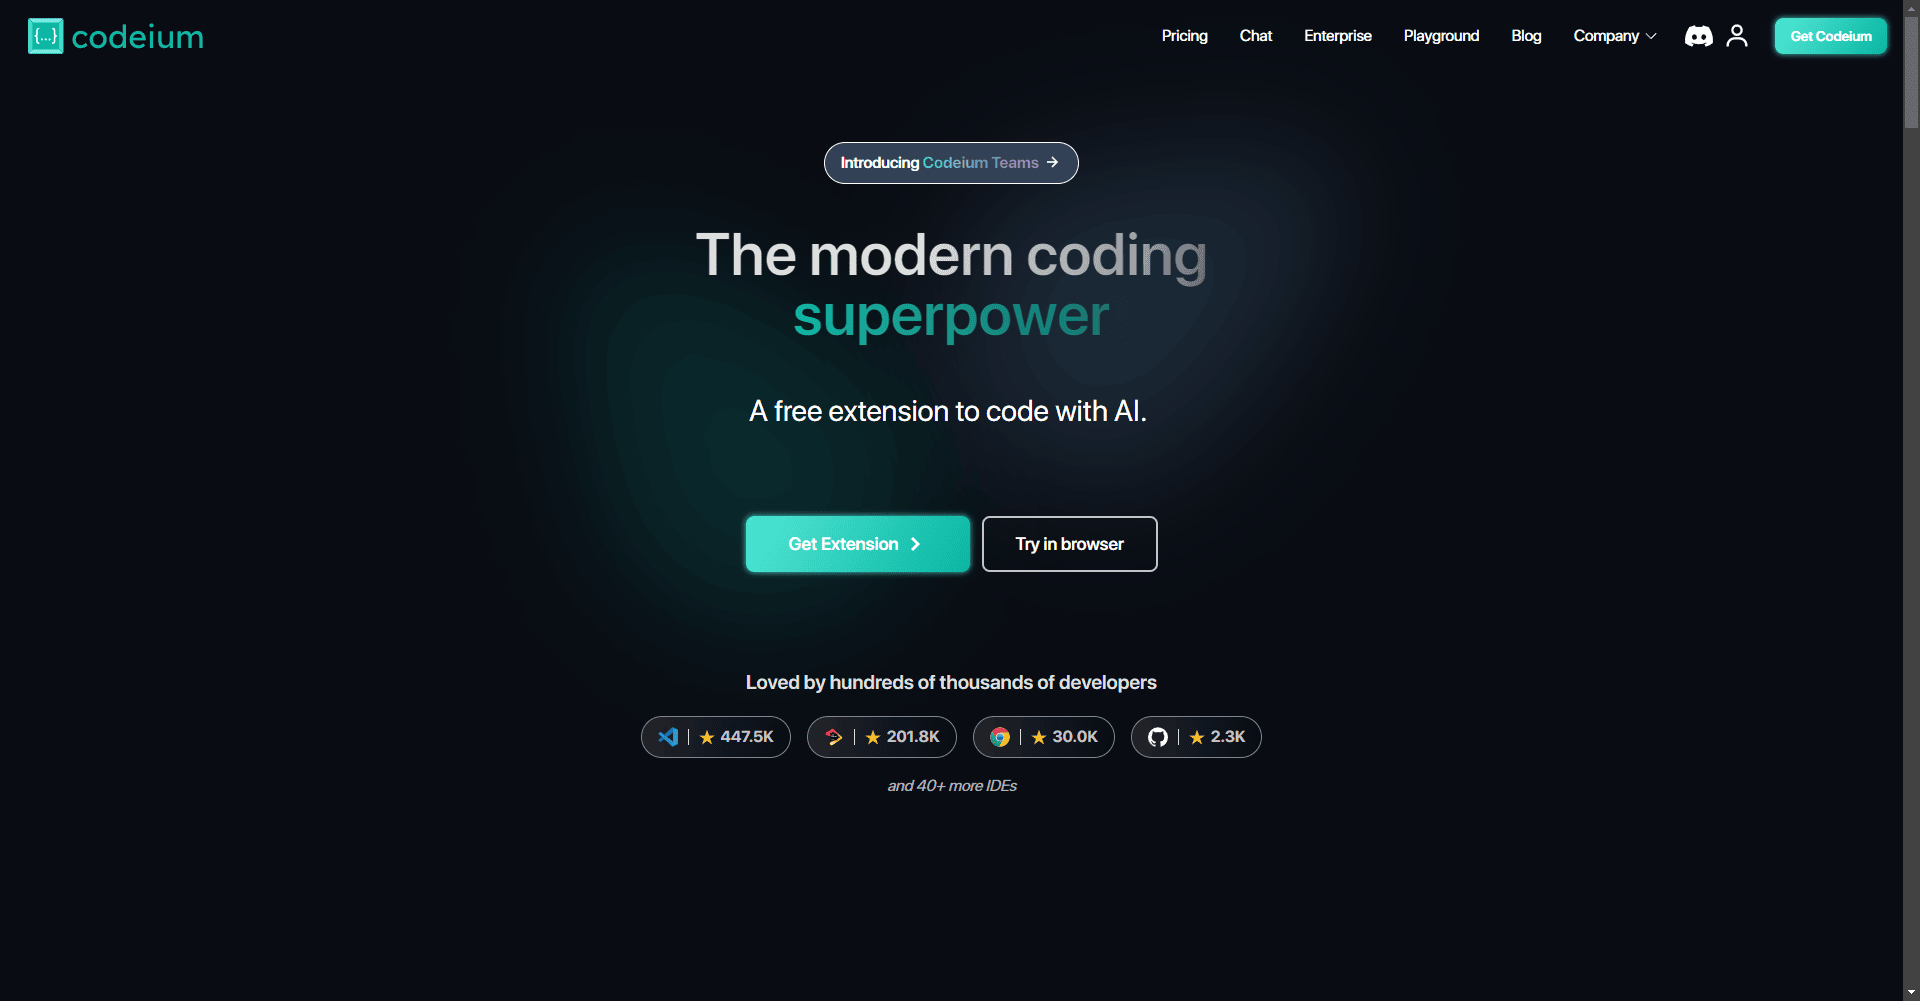 {...} codeium
Pricing Chat Enterprise Playground Blog Company Get Codeium
Introducing Codeium Teams →
The modern coding
superpower
A free extension to code with AI.
Get Extension Try in browser
Loved by hundreds of thousands of developers
447.5K 201.8K 30.0K 2.3K
and 40+ more IDEs